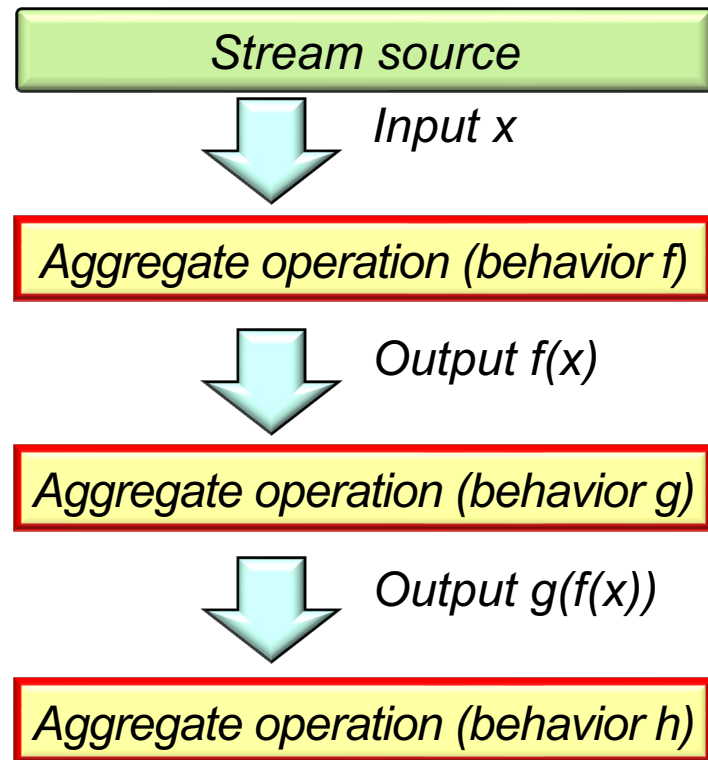 Stream source
Input x
Aggregate operation (behavior f)
Output f(x)
Aggregate operation (behavior g)
Output g(f(x))
Aggregate operation (behavior h)